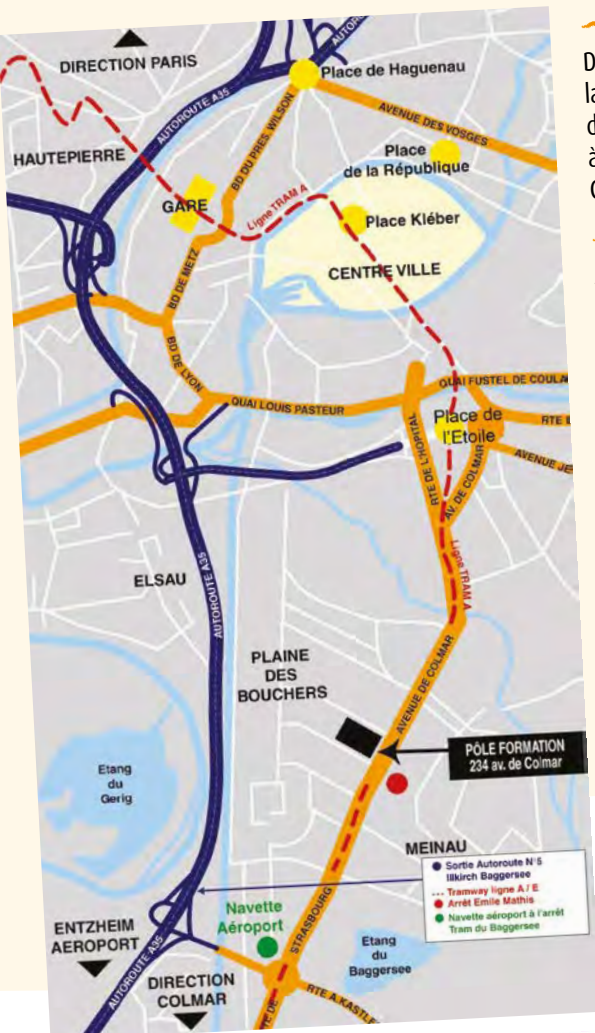 DIRECTION PARIS
AUTOROUTE A35
Place de Haguenau
AVENUE DES VOSGES
HAUTEPIERRE
BD DU PRES. WILSON
Place
de la République
GARE
Ligne TRAM A
Place Kléber
CENTRE VILLE
BD DE METZ
BD DE LYON
QUAI LOUIS PASTEUR
QUAI FUSTEL DE COULA
Place de
l'Etoile
RTE DE L'HOPITAL
AV. DE COLMAR
AVENUE JE
Ligne TRAM A
ELSAU
AUTOROUTE A35
PLAINE
DES
BOUCHERS
AVENUE DE COLMAR
PÔLE FORMATION
234 av. de Colmar
Etang
du
Gerig
MEINAU
Sortie Autoroute N°5
Illkirch Baggersee
Tramway ligne A / E
Arrêt Emile Mathis
Navette aéroport à l'arrêt
Tram du Baggersee
Navette
Aéroport
STRASBOURG
ENTZHEIM
AEROPORT
AUTOROUTE A35
DIRECTION
COLMAR
Etang
du
Baggersee
RTE A.KASTLE